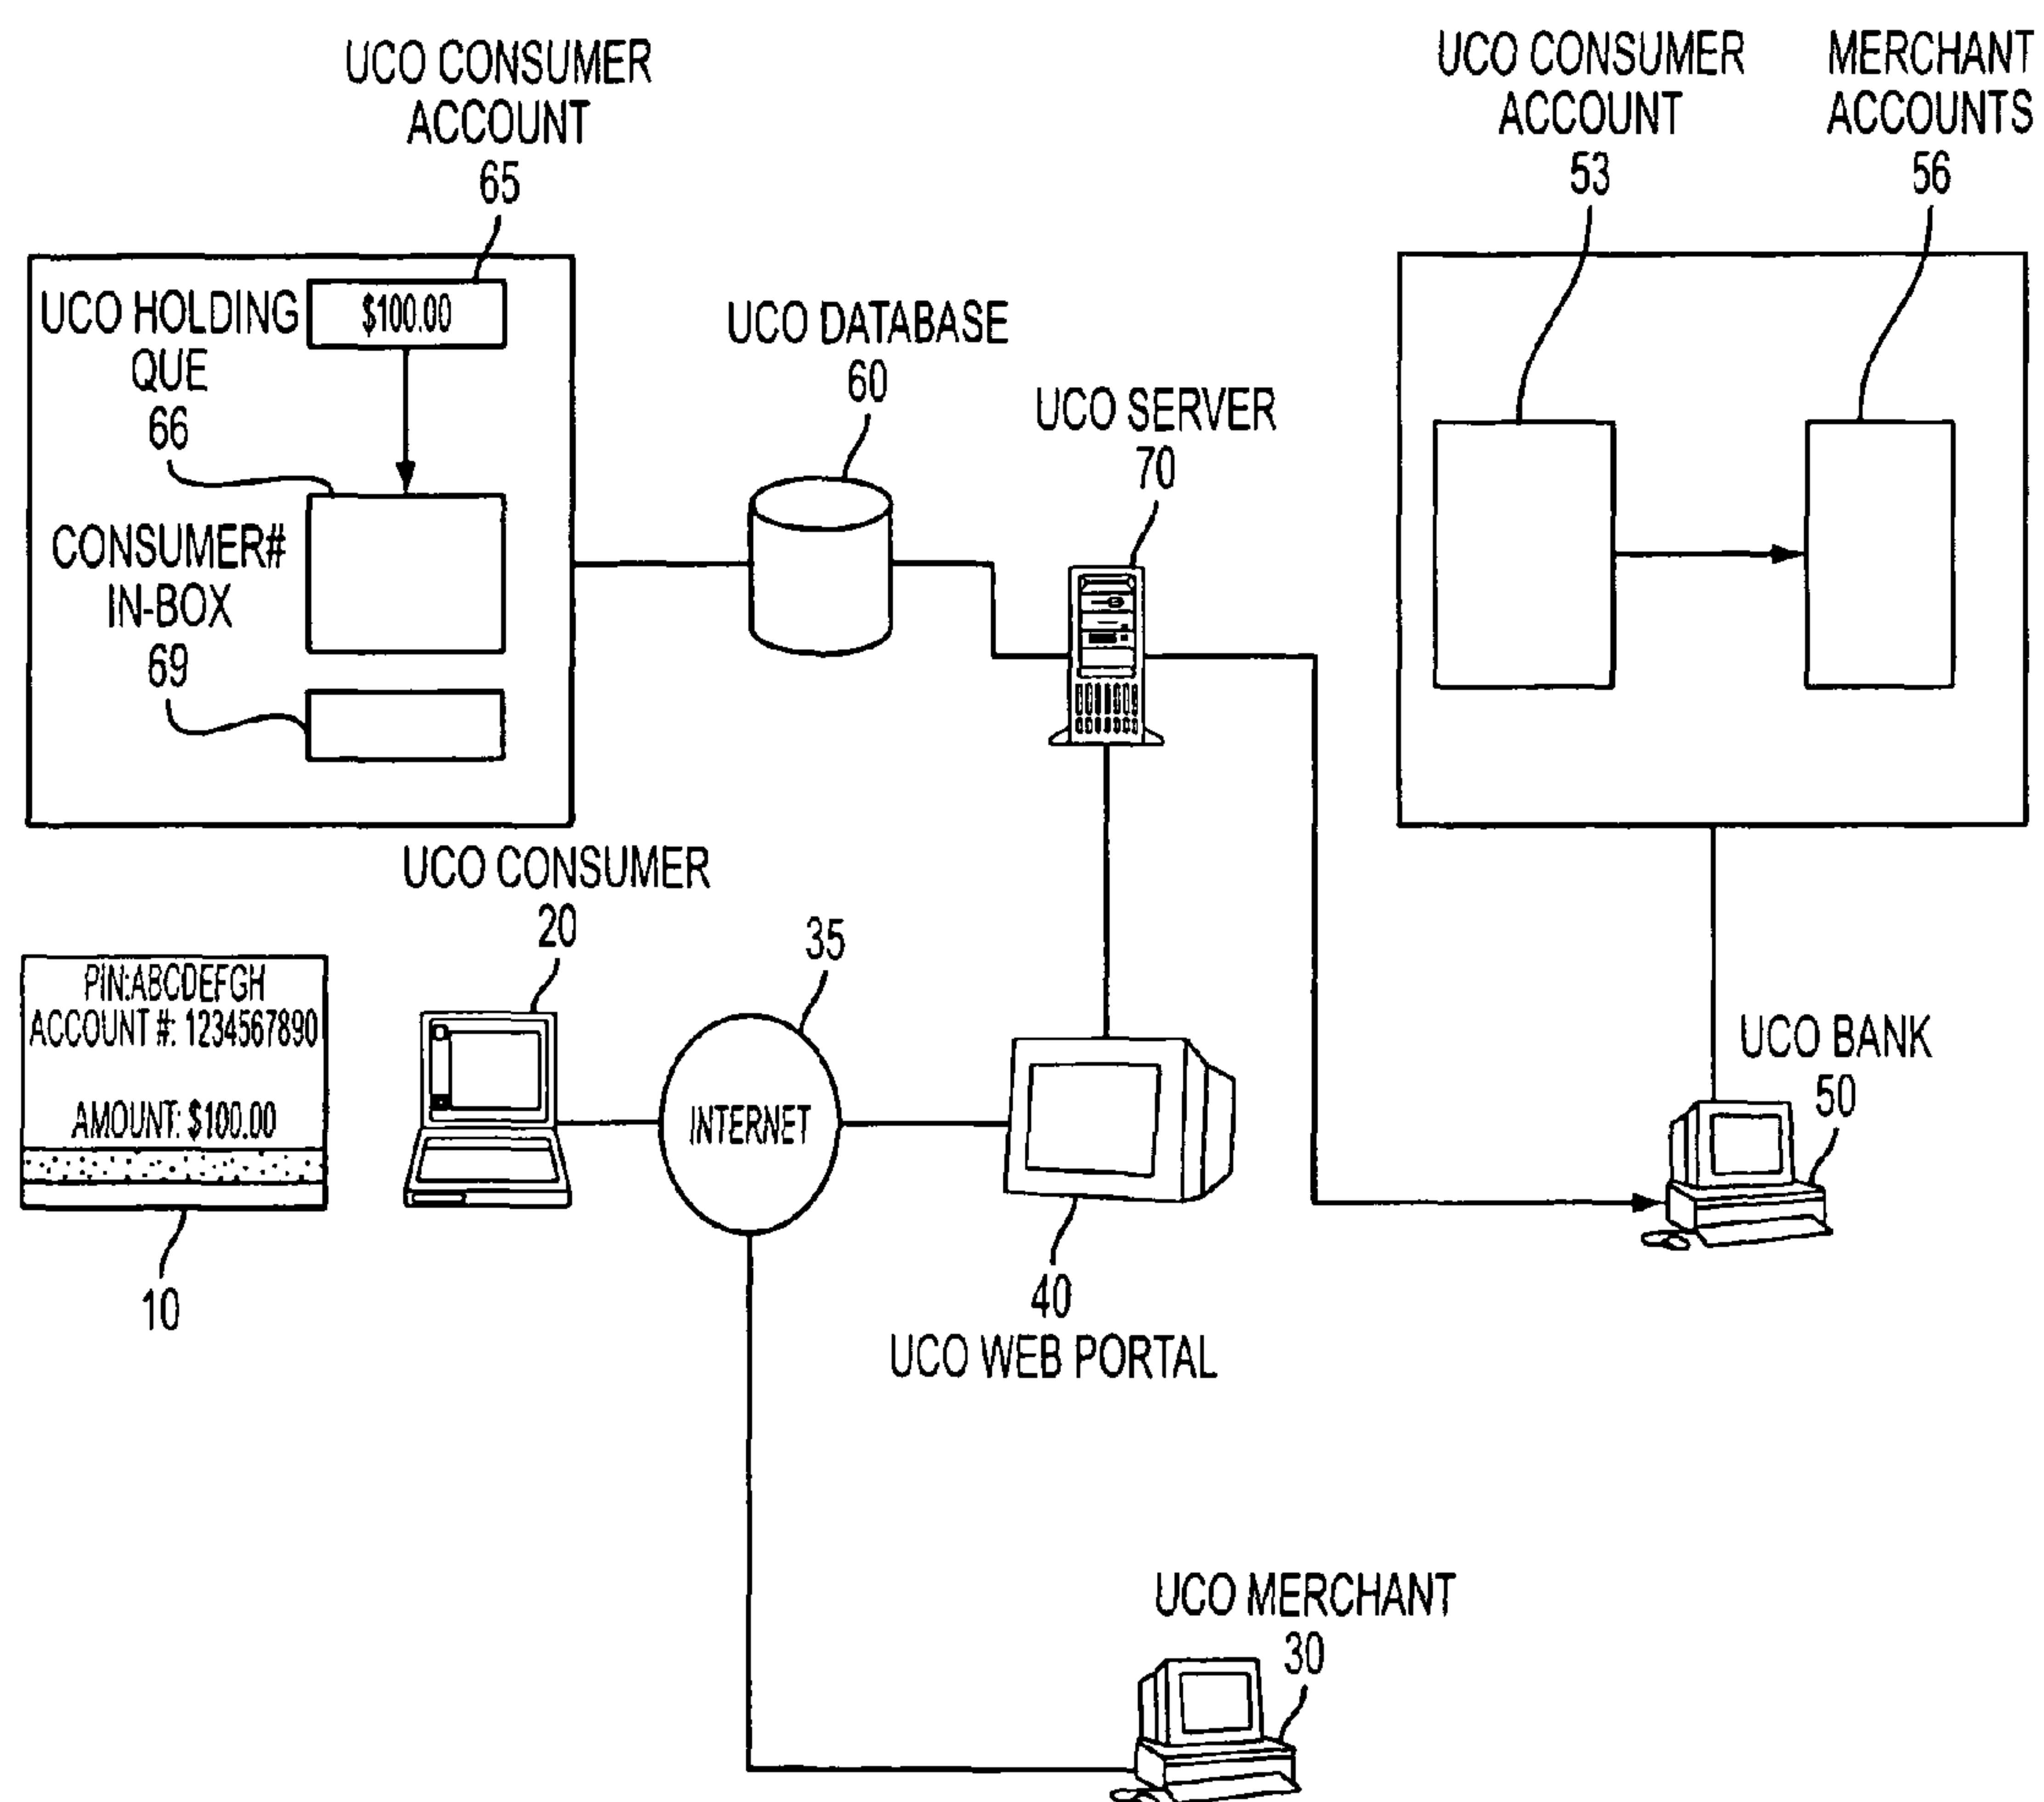 UCO CONSUMER
ACCOUNT
65
UCO CONSUMER
ACCOUNT
53
MERCHANT
ACCOUNTS
56
UCO HOLDING
QUE
66
$100.00
CONSUMER#
IN-BOX
69
UCO DATABASE
60
UCO SERVER
70
UCO CONSUMER
20
35
PIN:ABCDEFGH
ACCOUNT #: 1234567890
AMOUNT: $100.00
10
INTERNET
40
UCO WEB PORTAL
UCO BANK
50
UCO MERCHANT
30